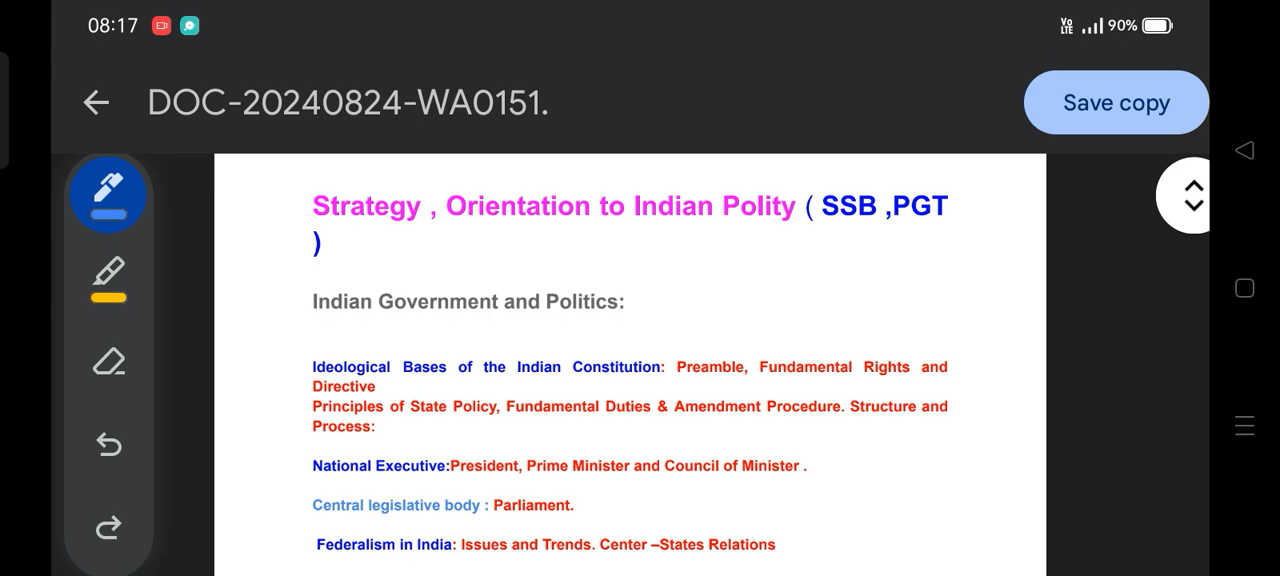 08:17
Vo LTE 90%
DOC-20240824-WA0151.
Save copy
Strategy , Orientation to Indian Polity ( SSB ,PGT
)
Indian Government and Politics:
Ideological Bases of the Indian Constitution: Preamble, Fundamental Rights and
Directive
Principles of State Policy, Fundamental Duties & Amendment Procedure. Structure and
Process:
National Executive:President, Prime Minister and Council of Minister .
Central legislative body : Parliament.
Federalism in India: Issues and Trends. Center –States Relations